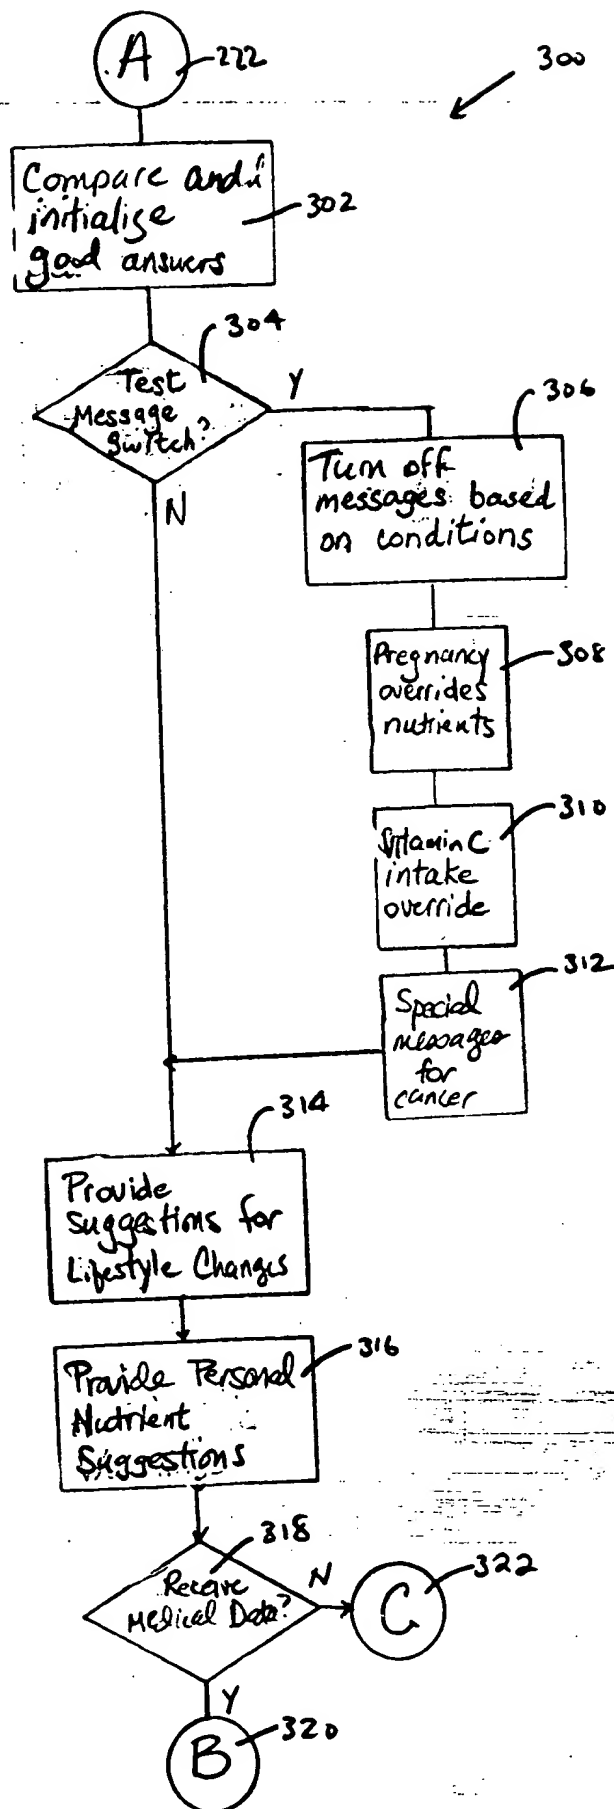 A
222
300
Compare and
initialize
good answers
302
304
Test
Message
Switch?
Y
N
306
Turn off
messages based
on conditions
Pregnancy
overrides
nutrients
308
Vitamin C
intake
override
310
Special
messages
for
cancer
312
314
Provide
Suggestions for
Lifestyle Changes
Provide Personal
Nutrient
Suggestions
316
318
Receive
Medical Data?
N
C
322
Y
B
320